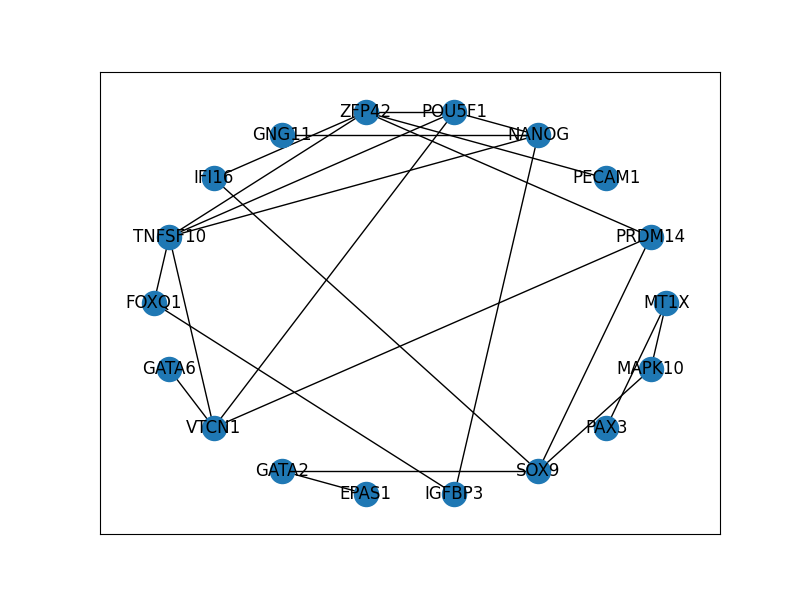 ZFP42
POU5F1
GNG11
NANOG
IFI16
PECAM1
TNFSF10
PRDM14
FOXQ1
MT1X
GATA6
MAPK10
VTCN1
PAX3
GATA2
SOX9
EPAS1
IGFBP3